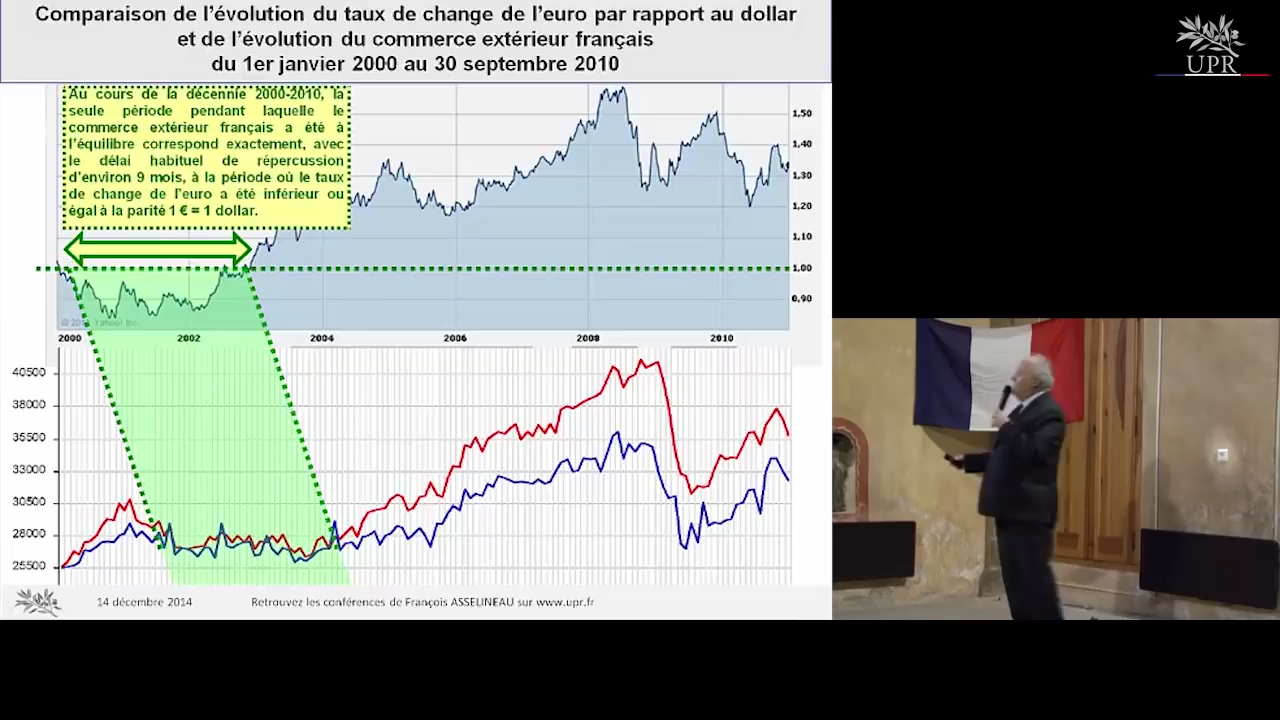 Comparaison de l'évolution du taux de change de l'euro par rapport au dollar
et de l'évolution du commerce extérieur français
du 1er janvier 2000 au 30 septembre 2010
UPR
Au cours de la décennie 2000-2010, la
seule période pendant laquelle le
commerce extérieur français a été à
l'équilibre correspond exactement, avec
le délai habituel de répercussion
d'environ 9 mois, à la période où le taux
de change de l'euro a été inférieur ou
égal à la parité 1 € = 1 dollar.
1,50
1,40
1,30
1,20
1,10
1,00
0,90
2000 2002 2004 2006 2008 2010
40500
38000
35500
33000
30500
28000
25500
14 décembre 2014 Retrouvez les conférences de François ASSELINEAU sur www.upr.fr